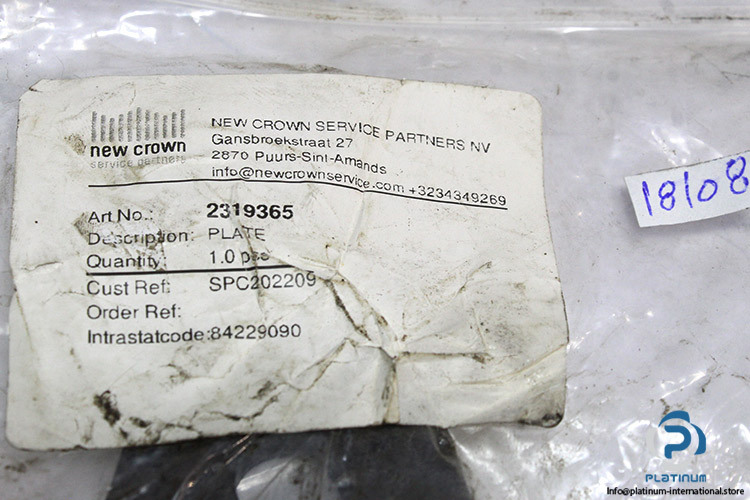 new crown
service partners
NEW CROWN SERVICE PARTNERS NV
Gansbroekstraat 27
2870 Puurs-Sint-Amands
info@newcrownservice.com +3234349269
Art No.: 2319365
Description: PLATE
Quantity: 1.0 pse
Cust Ref: SPC202209
Order Ref:
Intrastatcode:84229090
18108
PLATINUM
Info@platinum-international.store